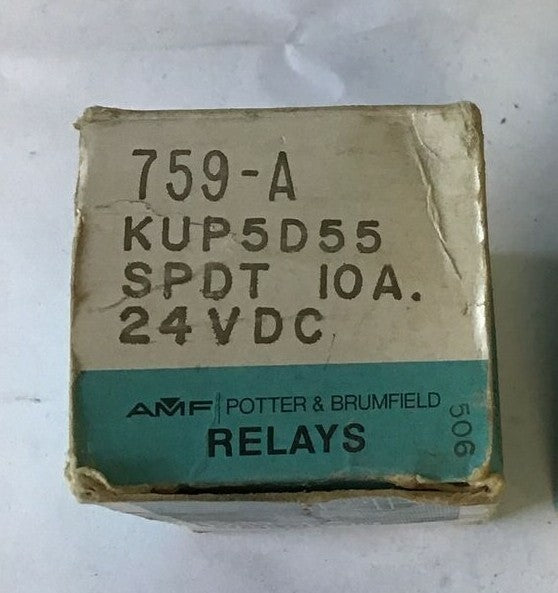 759-A
KUP5D55
SPDT 10A.
24VDC
AMF | POTTER & BRUMFIELD
RELAYS
506